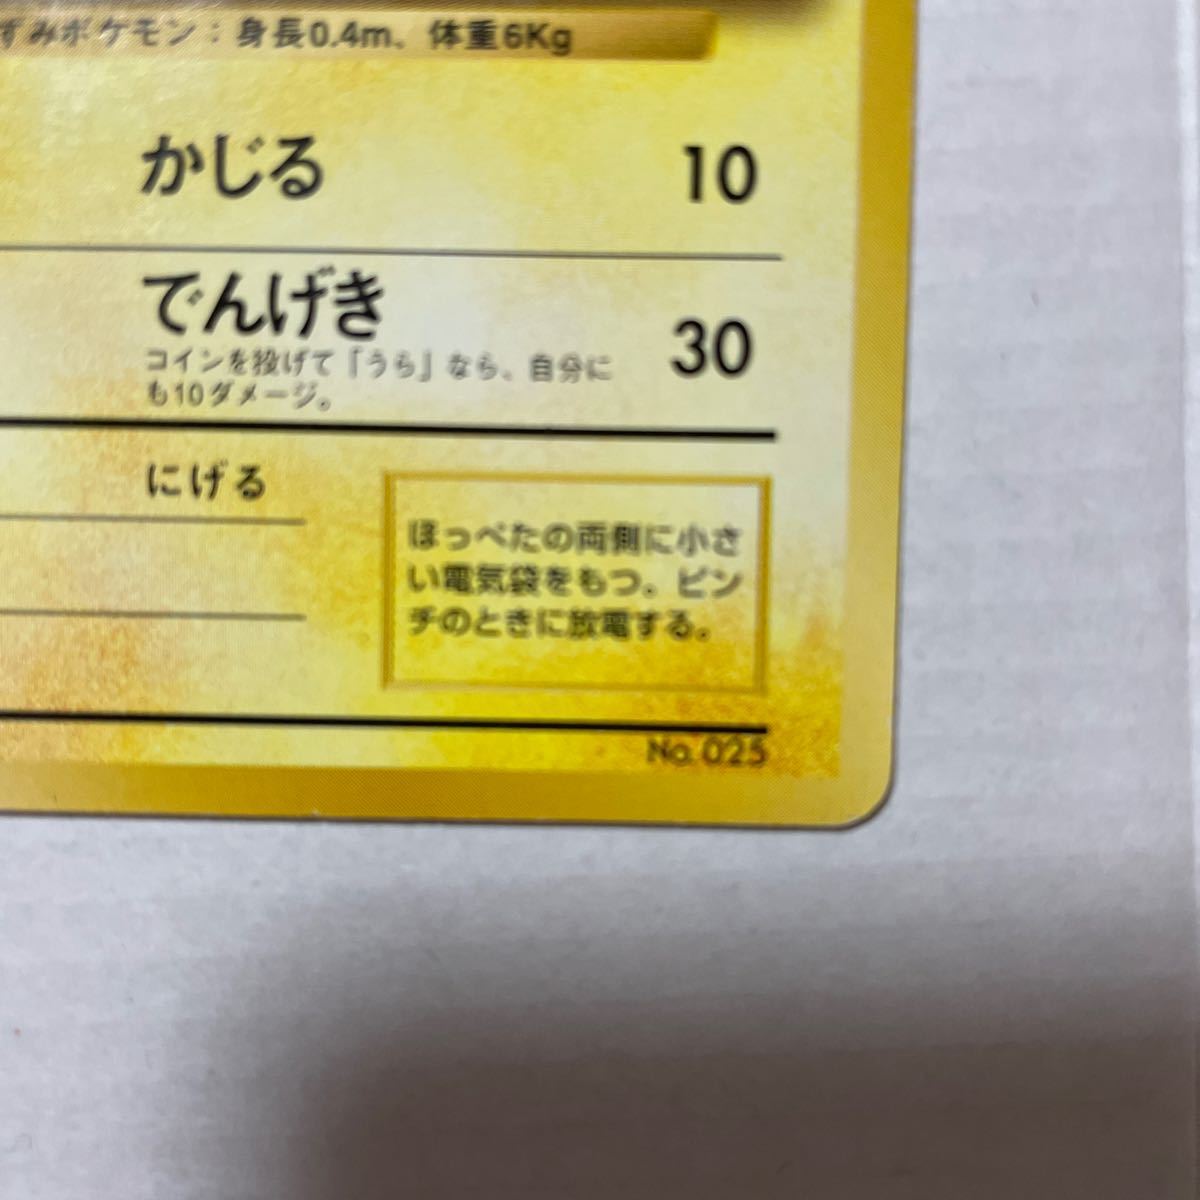 ずみポケモン：身長0.4m、体重6Kg
かじる 10
でんげき 30
コインを投げて「うら」なら、自分に
も10ダメージ。
にげる
ほっぺたの両側に小さ
い電気袋をもつ。ピン
チのときに放電する。
No.025